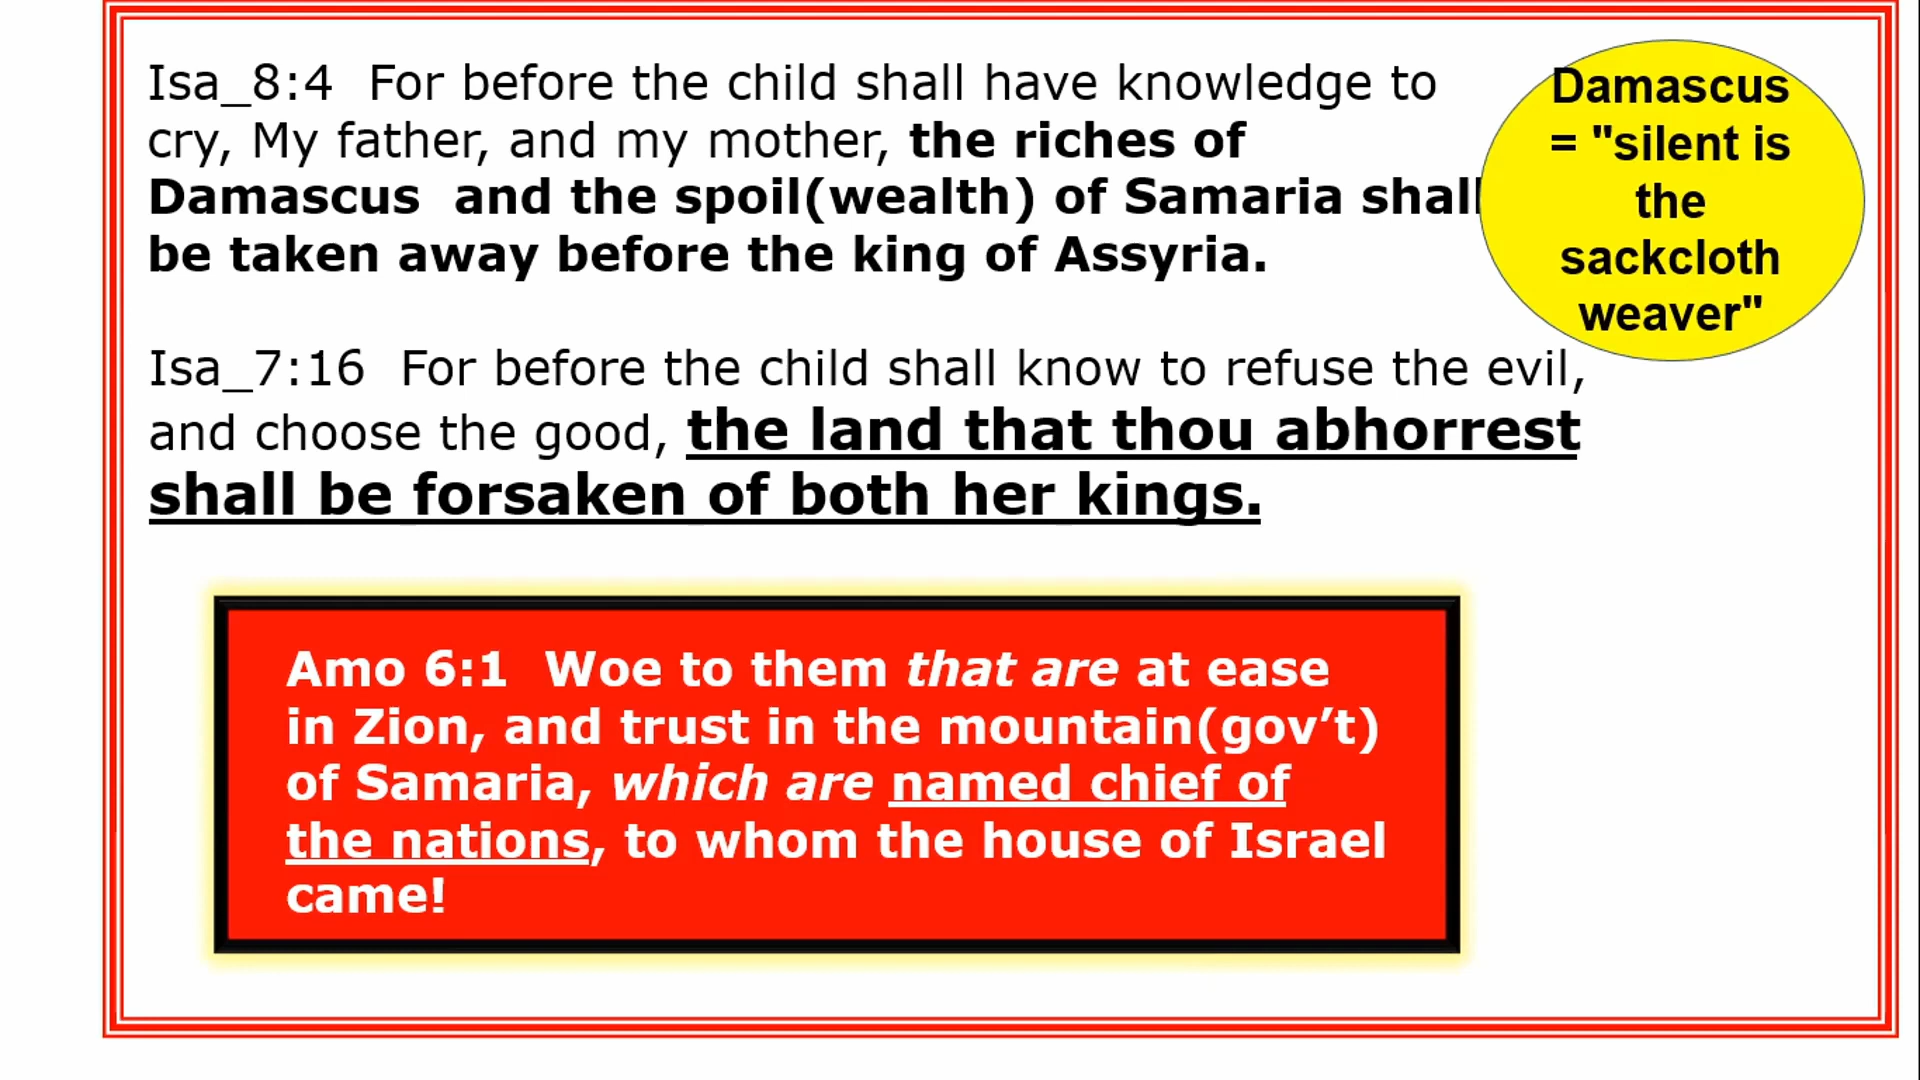 Isa_8:4  For before the child shall have knowledge to
cry, My father, and my mother, the riches of
Damascus  and the spoil(wealth) of Samaria shall
be taken away before the king of Assyria.
Damascus
= "silent is
the
sackcloth
weaver"
Isa_7:16  For before the child shall know to refuse the evil,
and choose the good, the land that thou abhorrest
shall be forsaken of both her kings.
Amo 6:1  Woe to them that are at ease
in Zion, and trust in the mountain(gov’t)
of Samaria, which are named chief of
the nations, to whom the house of Israel
came!